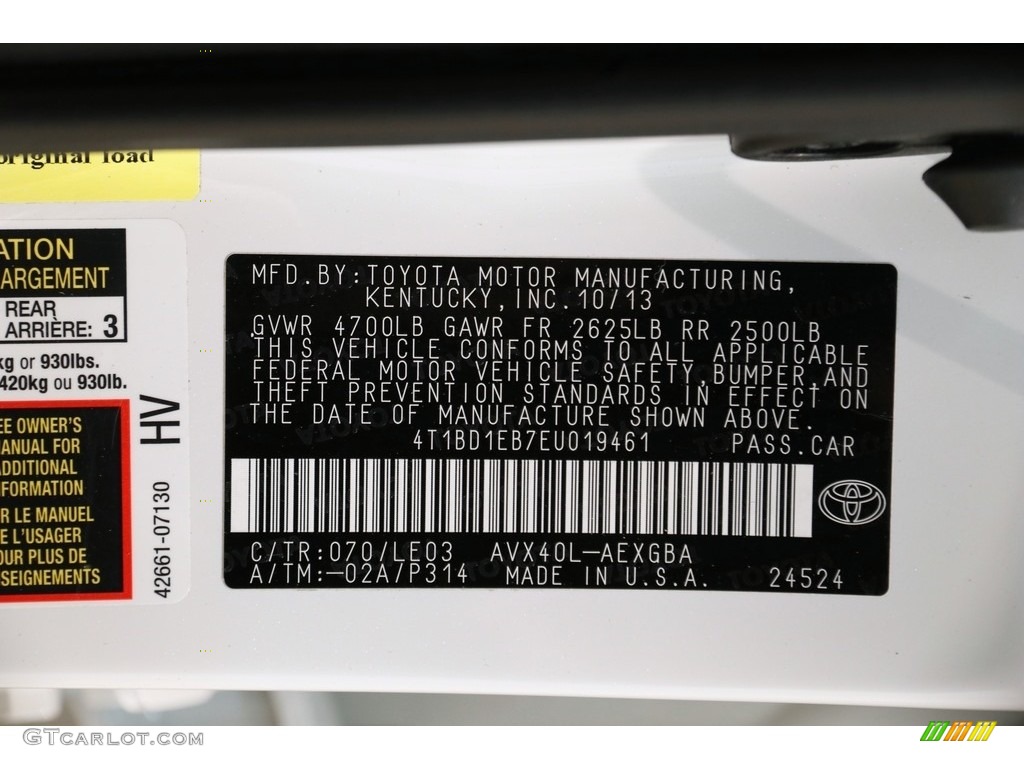 original load
ATION
ARGEMENT
REAR
ARRIÈRE: 3
kg or 930lbs.
420kg ou 930lb.
EE OWNER'S
MANUAL FOR
ADDITIONAL
FORMATION
R LE MANUEL
E L'USAGER
OUR PLUS DE
SEIGNEMENTS
HV
42661-07130
MFD.BY:TOYOTA MOTOR MANUFACTURING,
KENTUCKY,INC.10/13
GVWR 4700LB GAWR FR 2625LB RR 2500LB
THIS VEHICLE CONFORMS TO ALL APPLICABLE
FEDERAL MOTOR VEHICLE SAFETY,BUMPER,AND
THEFT PREVENTION STANDARDS IN EFFECT ON
THE DATE OF MANUFACTURE SHOWN ABOVE.
4T1BD1EB7EU019461 PASS.CAR
C/TR:070/LE03 AVX40L-AEXGBA
A/TM:-02A/P314 MADE IN U.S.A. 24524
GTCarlot.com